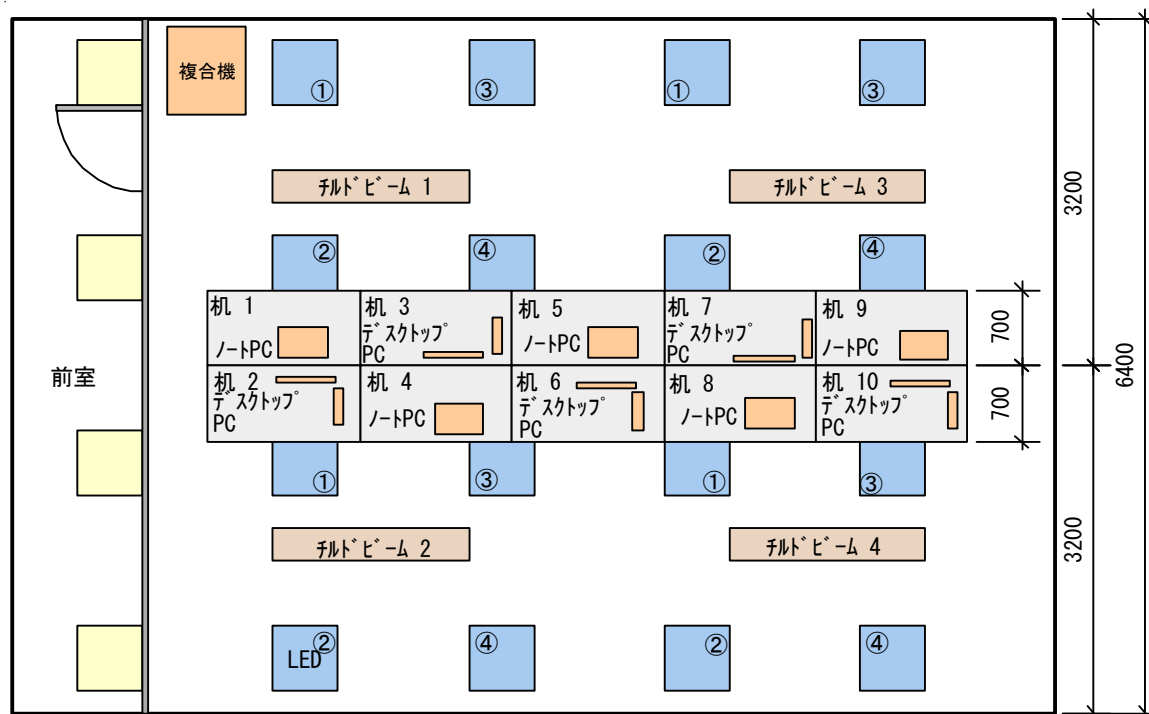 複合機
①
③
①
③
チルドビーム 1
チルドビーム 3
3200
②
④
②
④
机 1
ノートPC
机 3
デスクトップ
PC
机 5
ノートPC
机 7
デスクトップ
PC
机 9
ノートPC
700
6400
前室
机 2
デスクトップ
PC
机 4
ノートPC
机 6
デスクトップ
PC
机 8
ノートPC
机 10
デスクトップ
PC
700
①
③
①
③
チルドビーム 2
チルドビーム 4
3200
②
LED
④
②
④